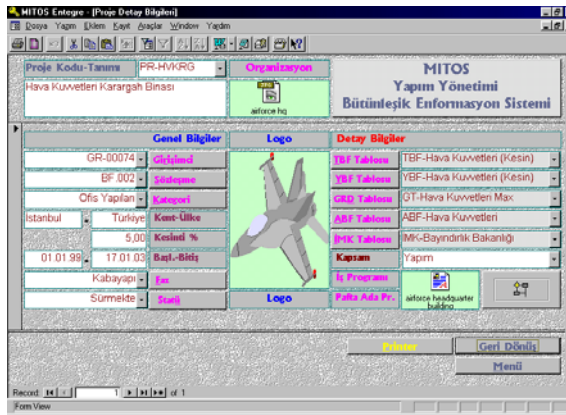 MITOS Entegre - [Proje Detay Bilgileri]
Dosya Yapım Eklem Kayıt Araçlar Window Yardım
Proje Kodu-Tanımı PR-HVKRG Organizasyon
Hava Kuvvetleri Karargah Binası
airforce hq
MITOS
Yapım Yönetimi
Bütünleşik Enformasyon Sistemi
Genel Bilgiler Logo Detay Bilgiler
GR-00074 Girişimci TBF Tablosu TBF-Hava Kuvvetleri (Kesin)
BF.002 Sözleşme YBF Tablosu YBF-Hava Kuvvetleri (Kesin)
Ofis Yapıları Kategori GRD Tablosu GT-Hava Kuvvetleri Max
İstanbul Türkiye Kent-Ülke ABF Tablosu ABF-Hava Kuvvetleri
5,00 Kesinti % İMK Tablosu IMK-Bayındırlık Bakanlığı
01.01.99 17.01.03 Başl.-Bitiş Kapsam Yapım
Kabayapı Faz İş Programı
Sürmekte Statü Logo Pafta Ada Pr. airforce headquarter
building
Printer Geri Dönüş
Menü
Record: 1 of 1
Form View